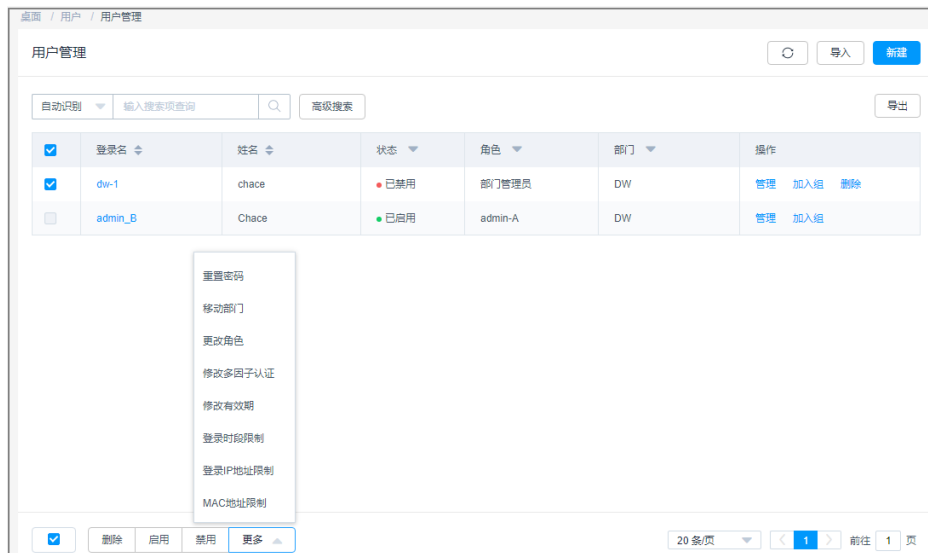 桌面 / 用户 / 用户管理
用户管理 导入 新建
自动识别 输入搜索项查询 高级搜索 导出
登录名 姓名 状态 角色 部门 操作
dw-1 chace 已禁用 部门管理员 DW 管理 加入组 删除
admin_B Chace 已启用 admin-A DW 管理 加入组
重置密码
移动部门
更改角色
修改多因子认证
修改有效期
登录时段限制
登录IP地址限制
MAC地址限制
删除 启用 禁用 更多 20 条/页 1 前往 1 页